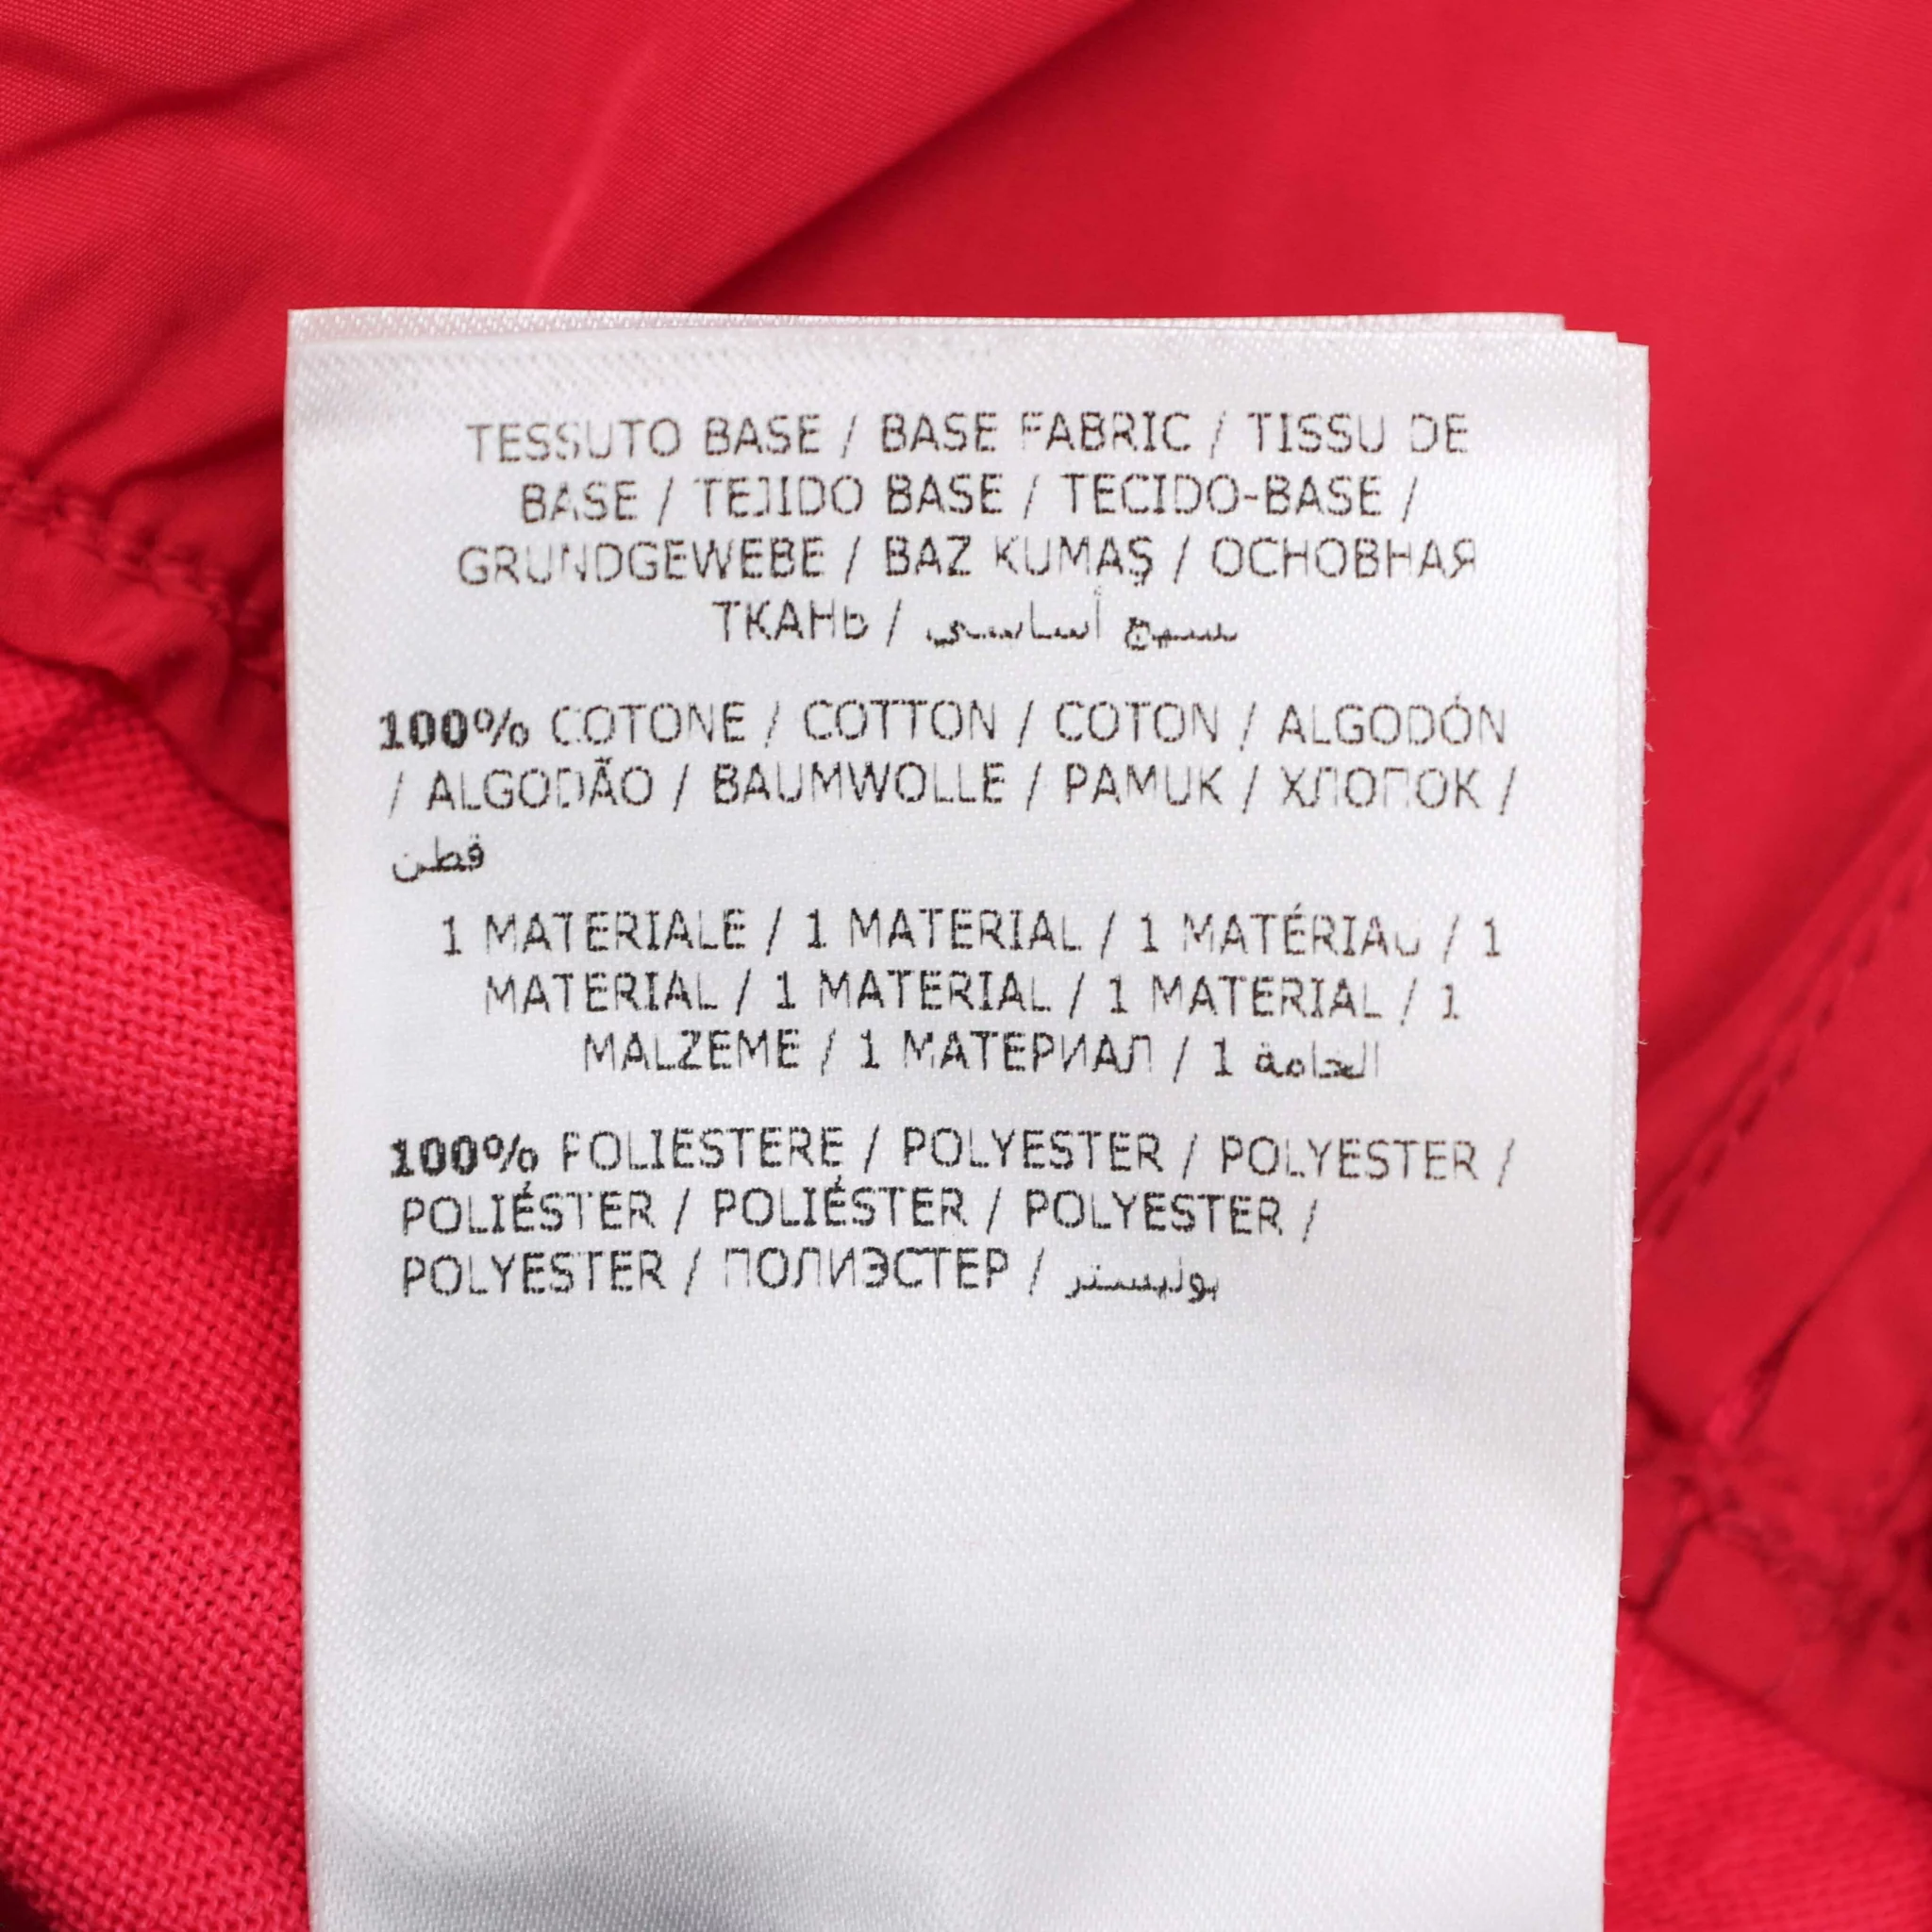 TESSUTO BASE / BASE FABRIC / TISSU DE
BASE / TEJIDO BASE / TECIDO-BASE /
GRUNDGEWEBE / BAZ KUMAŞ / ОСНОВНАЯ
ТКАНЬ / نسيج أساسي
100% COTONE / COTTON / COTON / ALGODÓN
/ ALGODÃO / BAUMWOLLE / PAMUK / ХЛОПОК /
قطن
1 MATERIALE / 1 MATERIAL / 1 MATÉRIAU / 1
MATERIAL / 1 MATERIAL / 1 MATERIAL / 1
MALZEME / 1 МАТЕРИАЛ / 1 الخامة
100% POLIESTERE / POLYESTER / POLYESTER /
POLIÉSTER / POLIÉSTER / POLYESTER /
POLYESTER / ПОЛИЭСТЕР / بوليستر